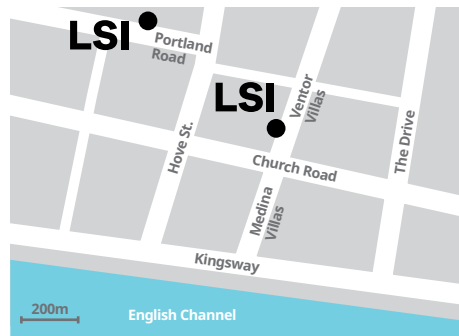 LSI
Portland
Road
LSI
Ventor
Villas
Hove St.
The Drive
Church Road
Medina
Villas
Kingsway
200m
English Channel